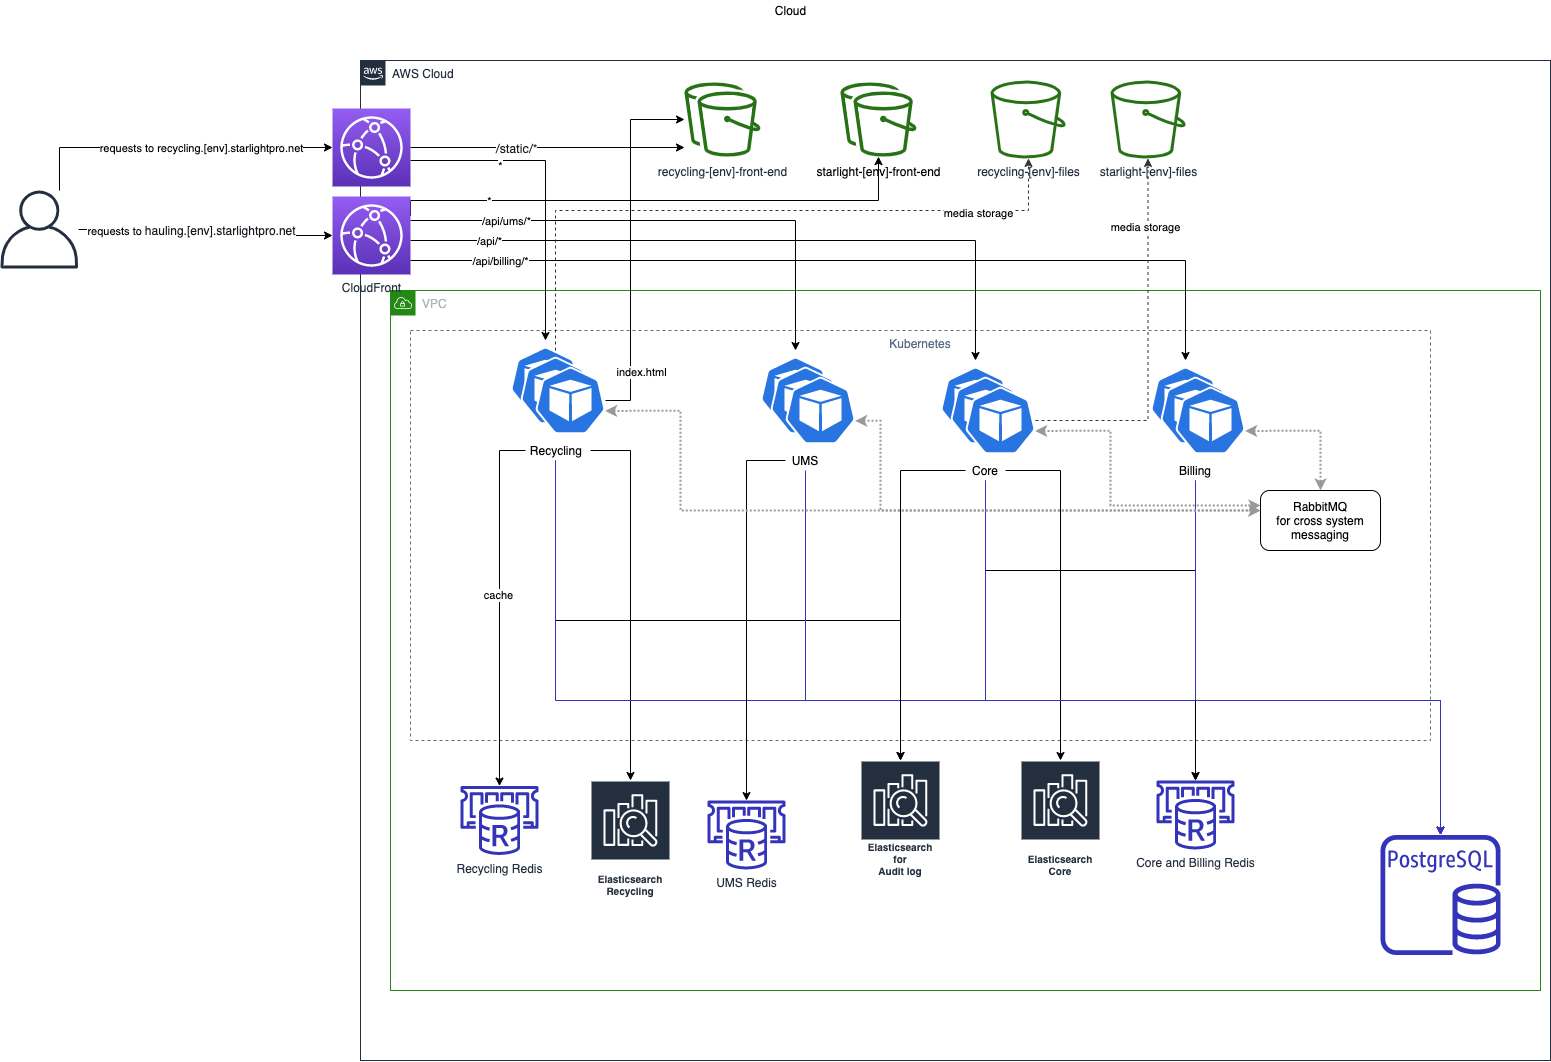 Cloud
aws
AWS Cloud
requests to recycling.[env].starlightpro.net
/static/*
*
recycling-[env]-front-end
starlight-[env]-front-end
recycling-[env]-files
starlight-[env]-files
*
media storage
/api/ums/*
media storage
requests to hauling.[env].starlightpro.net
/api/*
/api/billing/*
CloudFront
VPC
Kubernetes
index.html
Recycling
UMS
Core
Billing
RabbitMQ
for cross system
messaging
cache
R
Recycling Redis
Elasticsearch
Recycling
R
UMS Redis
Elasticsearch
for
Audit log
Elasticsearch
Core
R
Core and Billing Redis
PostgreSQL